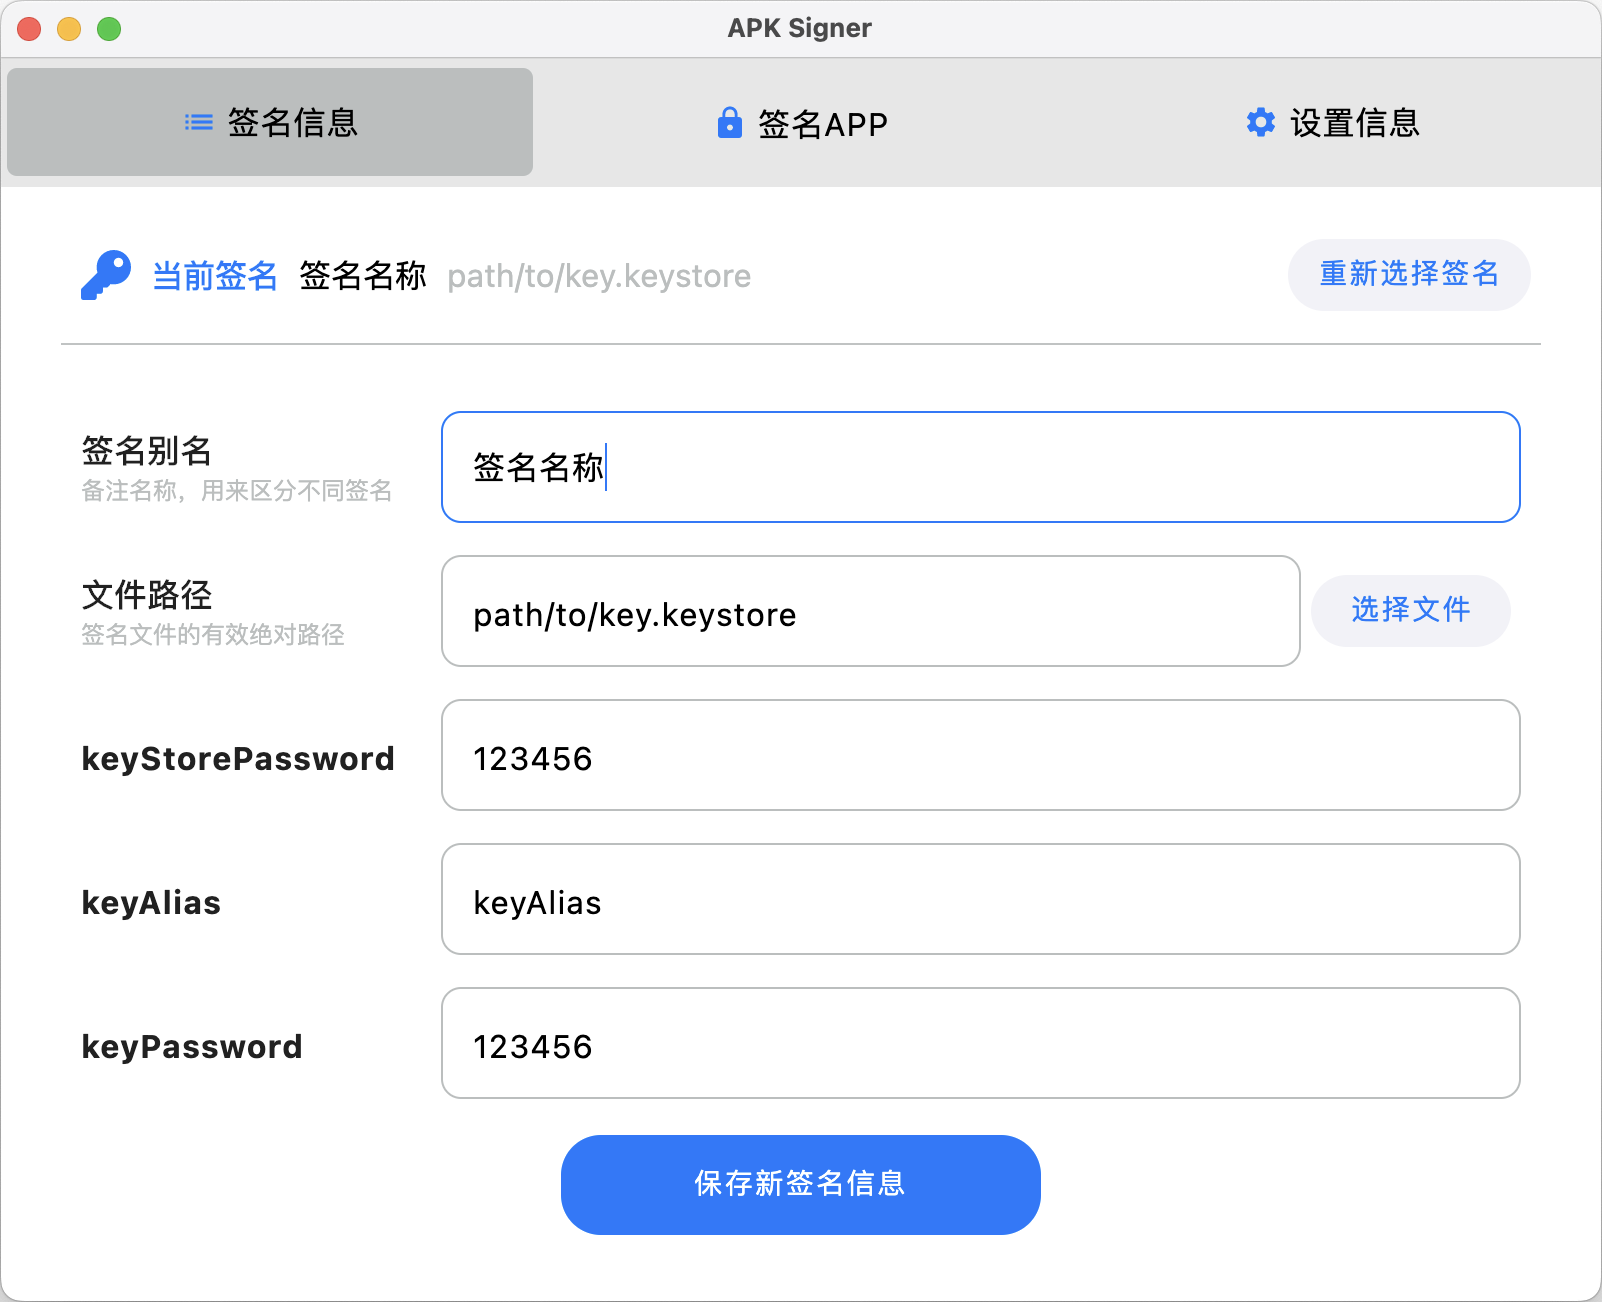 APK Signer
签名信息
签名APP
设置信息
当前签名 签名名称 path/to/key.keystore
重新选择签名
签名别名
备注名称，用来区分不同签名
签名名称
文件路径
签名文件的有效绝对路径
path/to/key.keystore
选择文件
keyStorePassword
123456
keyAlias
keyAlias
keyPassword
123456
保存新签名信息